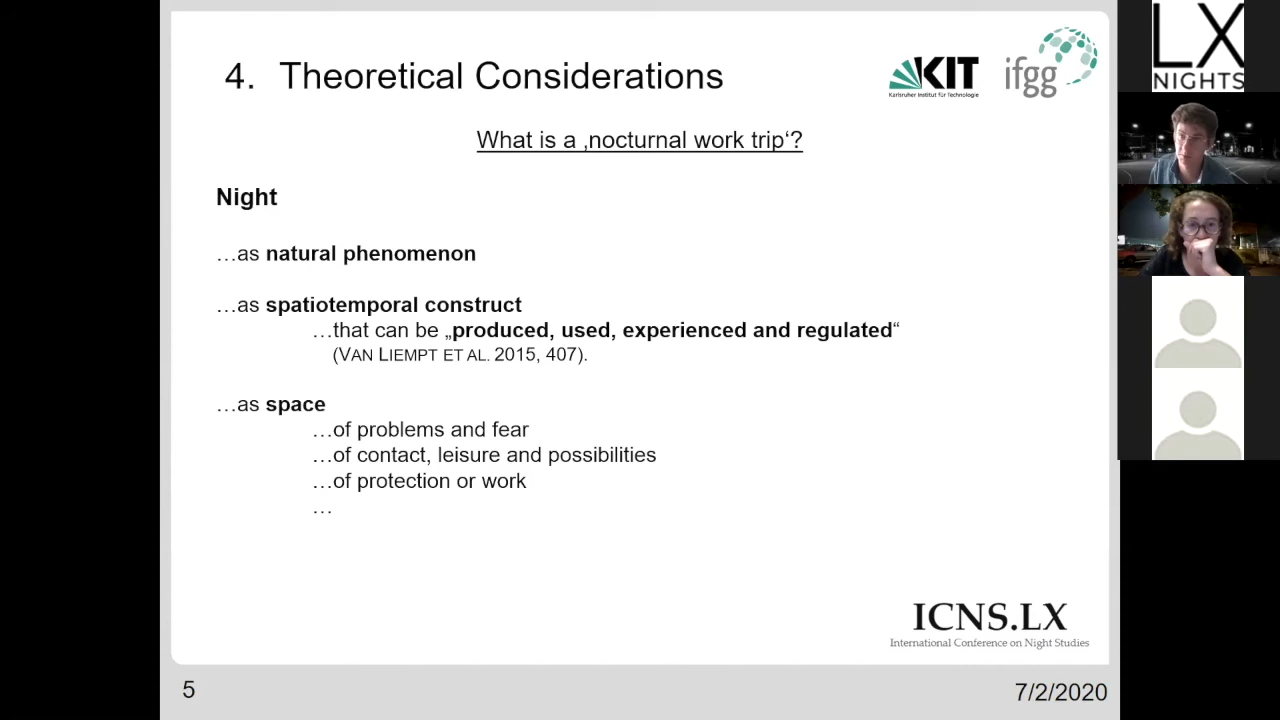 4. Theoretical Considerations
KIT
Karlsruher Institut für Technologie
ifgg
What is a ‚nocturnal work trip‘?
Night
…as natural phenomenon
…as spatiotemporal construct
…that can be „produced, used, experienced and regulated“
(VAN LIEMPT ET AL. 2015, 407).
…as space
…of problems and fear
…of contact, leisure and possibilities
…of protection or work
…
ICNS.LX
International Conference on Night Studies
5
7/2/2020
LX
NIGHTS